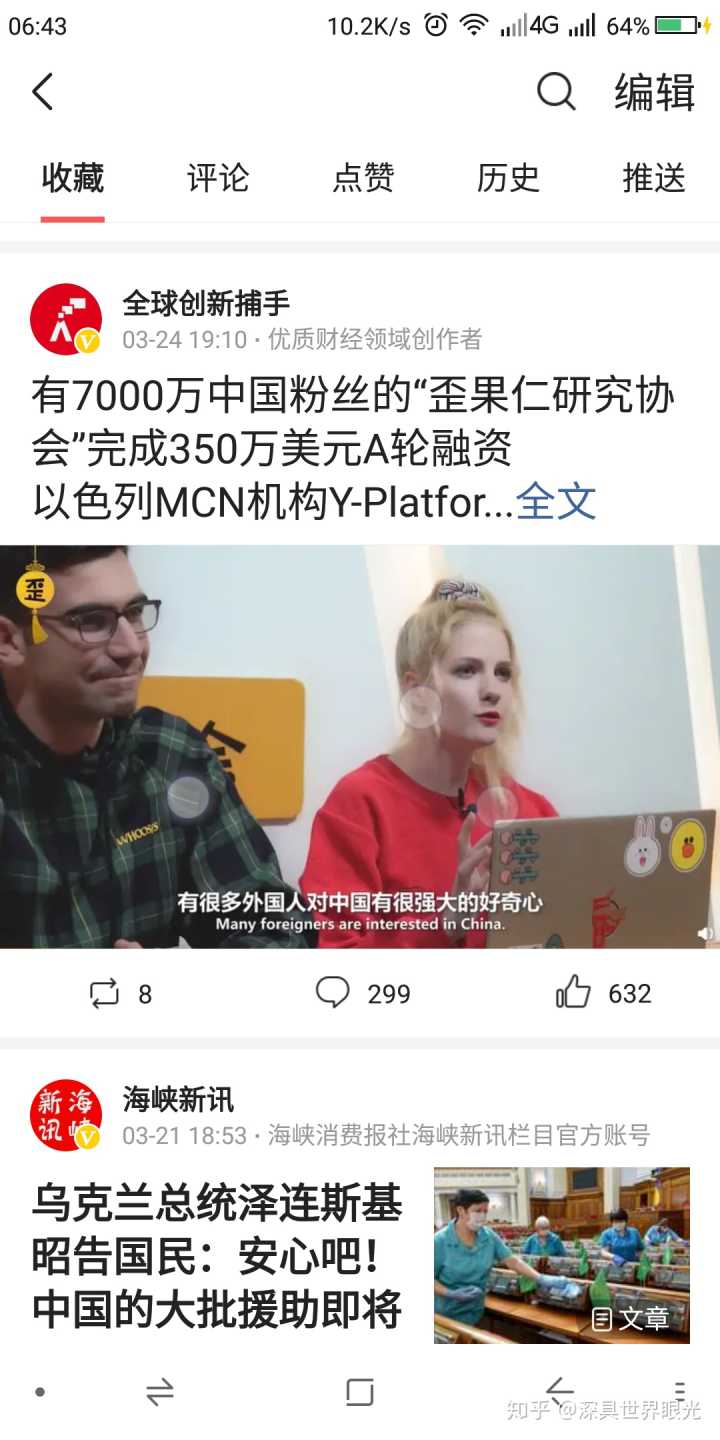 06:43 10.2K/s 4G 64%
编辑
收藏 评论 点赞 历史 推送
全球创新捕手
03-24 19:10 · 优质财经领域创作者
有7000万中国粉丝的“歪果仁研究协
会”完成350万美元A轮融资
以色列MCN机构Y-Platfor...全文
歪
WHOOSIS
有很多外国人对中国有很强大的好奇心
Many foreigners are interested in China.
8 299 632
新海
讯峡
海峡新讯
03-21 18:53 · 海峡消费报社海峡新讯栏目官方账号
乌克兰总统泽连斯基
昭告国民：安心吧！
中国的大批援助即将
文章
知乎 @深具世界眼光